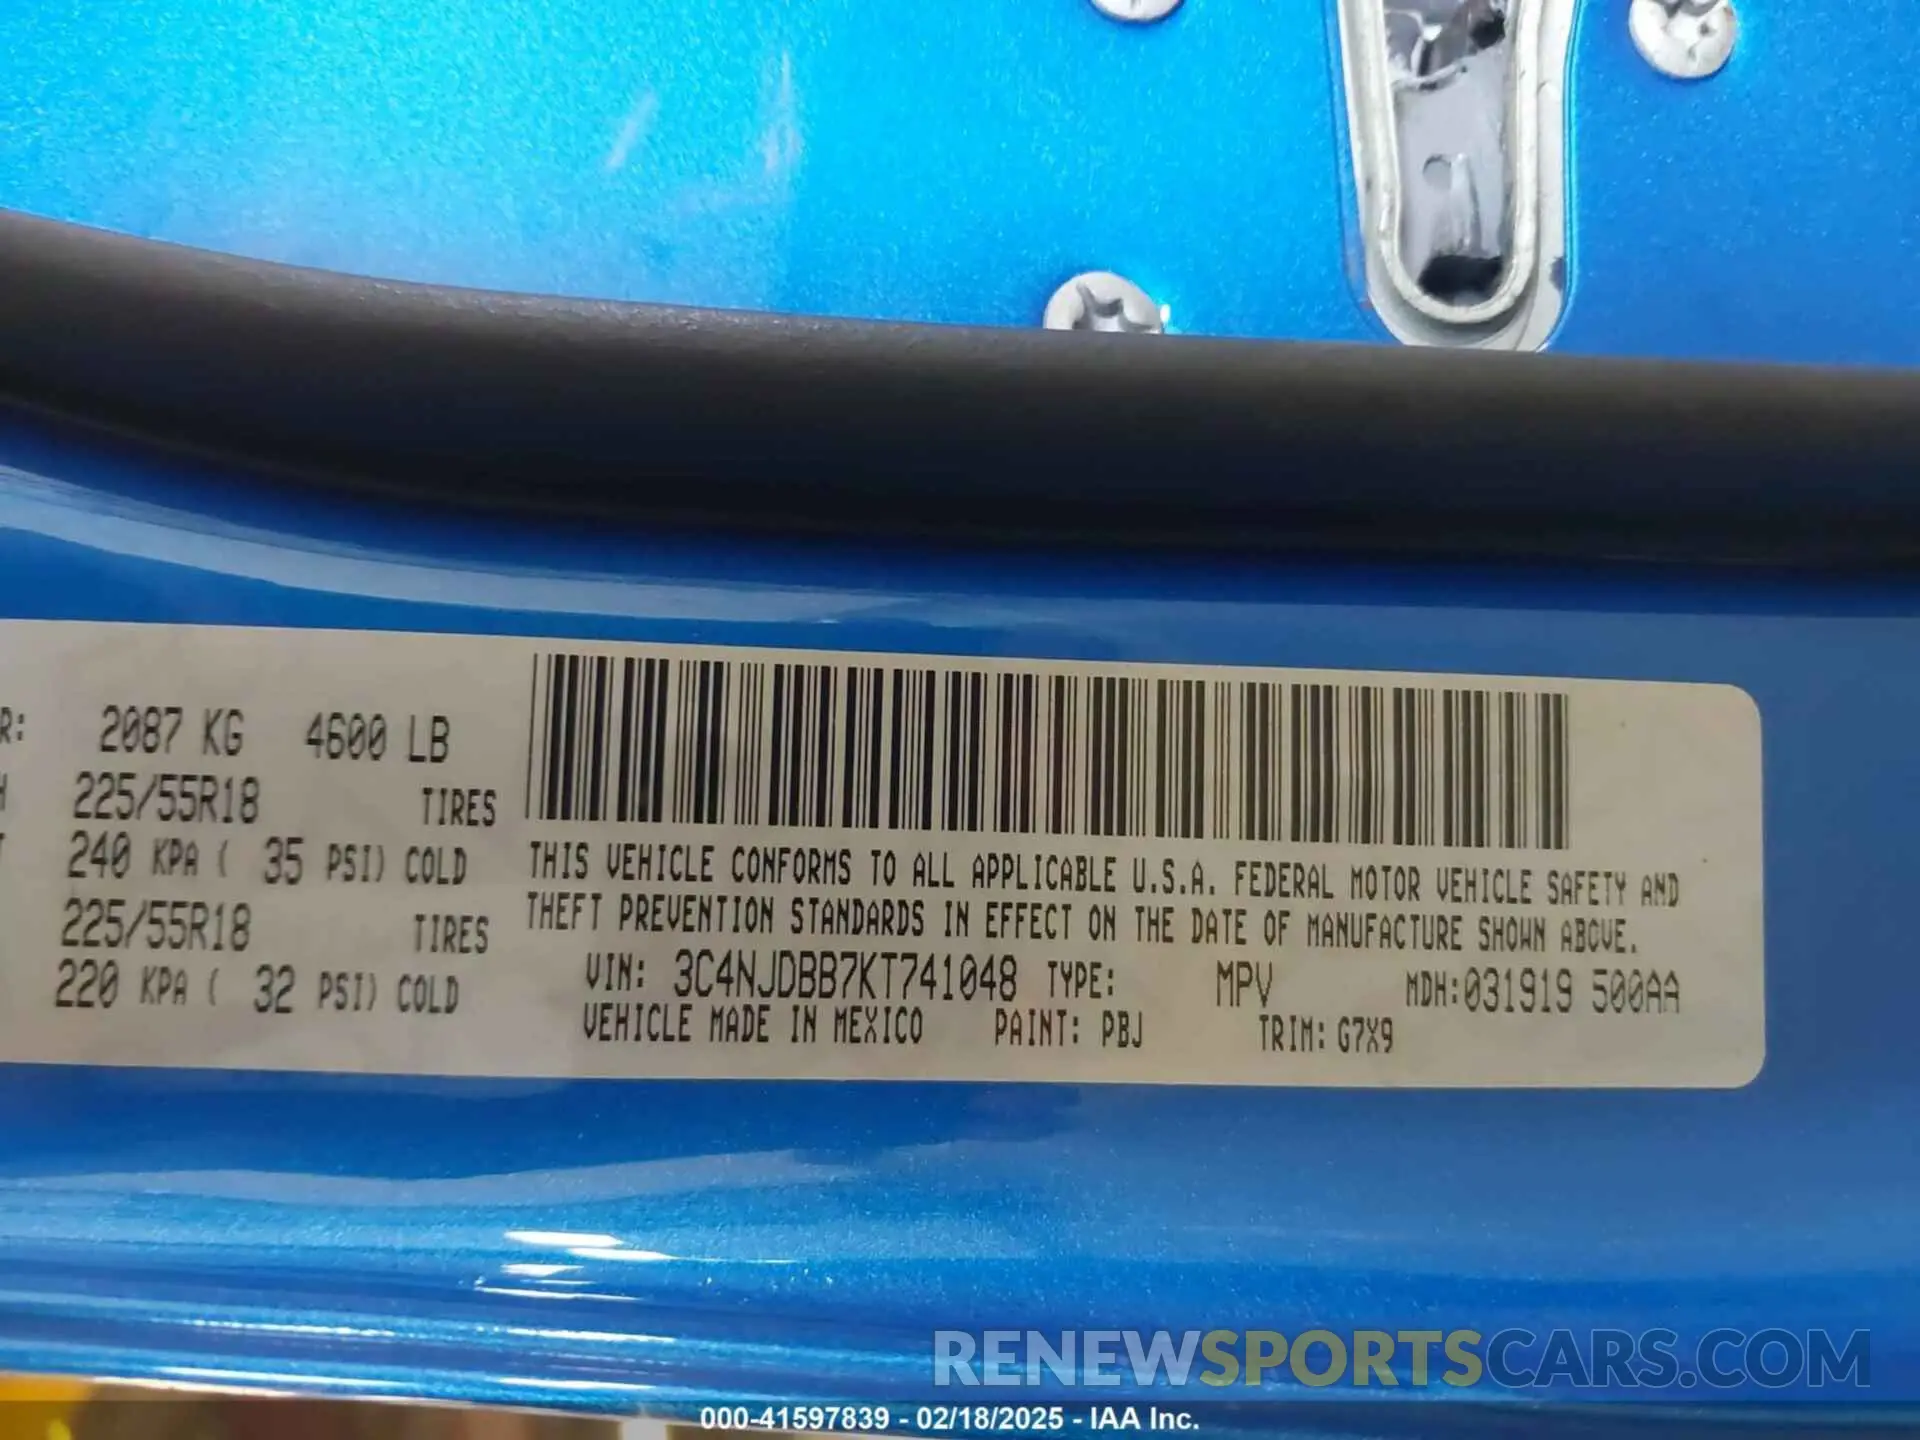 R: 2087 KG 4600 LB
H 225/55R18 TIRES
T 240 KPA ( 35 PSI) COLD
225/55R18 TIRES
220 KPA ( 32 PSI) COLD
THIS VEHICLE CONFORMS TO ALL APPLICABLE U.S.A. FEDERAL MOTOR VEHICLE SAFETY AND
THEFT PREVENTION STANDARDS IN EFFECT ON THE DATE OF MANUFACTURE SHOWN ABOVE.
VIN: 3C4NJDBB7KT741048 TYPE: MPV MDH:031919 500AA
VEHICLE MADE IN MEXICO PAINT: PBJ TRIM: G7X9
RENEWSPORTSCARS.COM
000-41597839 - 02/18/2025 - IAA Inc.